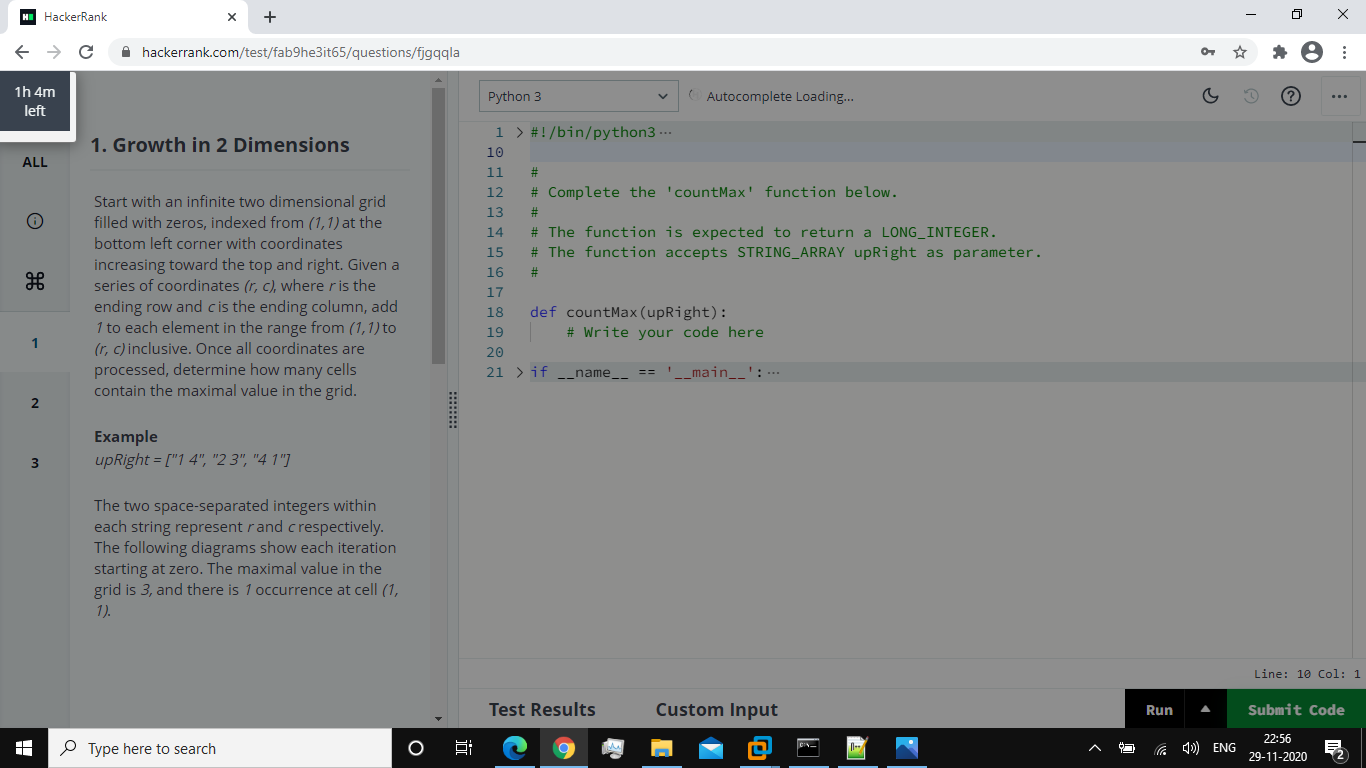 HackerRank
hackerrank.com/test/fab9he3it65/questions/fjgqqla
1h 4m
left
ALL
1
2
3
1. Growth in 2 Dimensions
Start with an infinite two dimensional grid
filled with zeros, indexed from (1,1) at the
bottom left corner with coordinates
increasing toward the top and right. Given a
series of coordinates (r, c), where r is the
ending row and c is the ending column, add
1 to each element in the range from (1,1) to
(r, c) inclusive. Once all coordinates are
processed, determine how many cells
contain the maximal value in the grid.
Example
upRight = ["1 4", "2 3", "4 1"]
The two space-separated integers within
each string represent r and c respectively.
The following diagrams show each iteration
starting at zero. The maximal value in the
grid is 3, and there is 1 occurrence at cell (1,
1).
Python 3
Autocomplete Loading...
1 #!/bin/python3 ...
10
11 #
12 # Complete the 'countMax' function below.
13 #
14 # The function is expected to return a LONG_INTEGER.
15 # The function accepts STRING_ARRAY upRight as parameter.
16 #
17
18 def countMax(upRight):
19 # Write your code here
20
21 if __name__ == '__main__': ...
Line: 10 Col: 1
Test Results
Custom Input
Run
Submit Code
Type here to search
ENG
22:56
29-11-2020
2